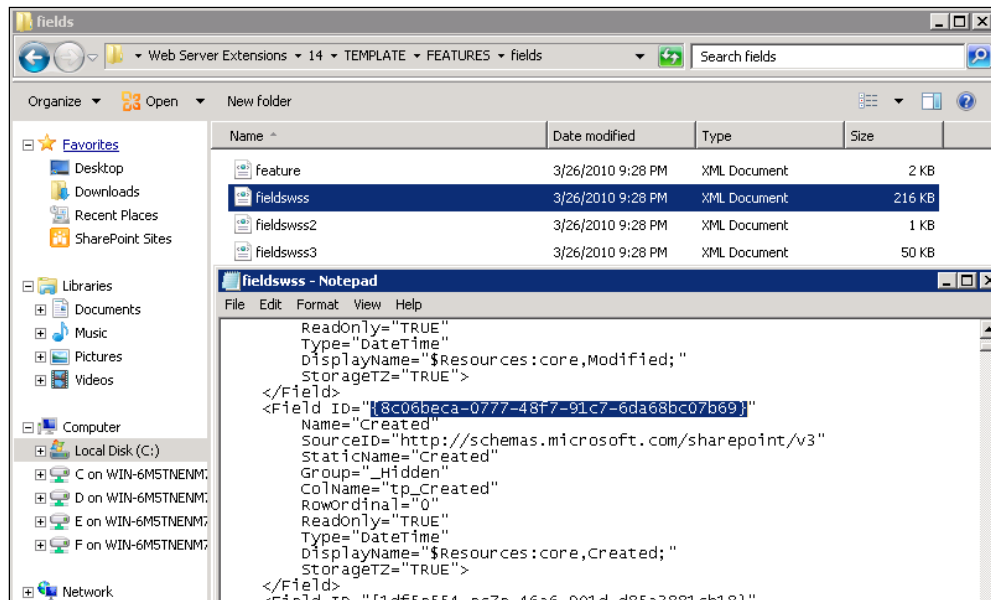 fields
Web Server Extensions 14 TEMPLATE FEATURES fields
Search fields
Organize Open New folder
Name Date modified Type Size
Favorites
Desktop
Downloads
Recent Places
SharePoint Sites
Libraries
Documents
Music
Pictures
Videos
Computer
Local Disk (C:)
C on WIN-6M5TNENM
D on WIN-6M5TNENM
E on WIN-6M5TNENM
F on WIN-6M5TNENM
Network
feature 3/26/2010 9:28 PM XML Document 2 KB
fieldswss 3/26/2010 9:28 PM XML Document 216 KB
fieldswss2 3/26/2010 9:28 PM XML Document 1 KB
fieldswss3 3/26/2010 9:28 PM XML Document 50 KB
fieldswss - Notepad
File Edit Format View Help
ReadOnly="TRUE"
Type="DateTime"
DisplayName="$Resources:core,Modified;"
StorageTZ="TRUE">
</Field>
<Field ID="{8c06beca-0777-48f7-91c7-6da68bc07b69}"
Name="Created"
SourceID="http://schemas.microsoft.com/sharepoint/v3"
StaticName="Created"
Group="_Hidden"
ColName="tp_Created"
RowOrdinal="0"
ReadOnly="TRUE"
Type="DateTime"
DisplayName="$Resources:core,Created;"
StorageTZ="TRUE">
</Field>